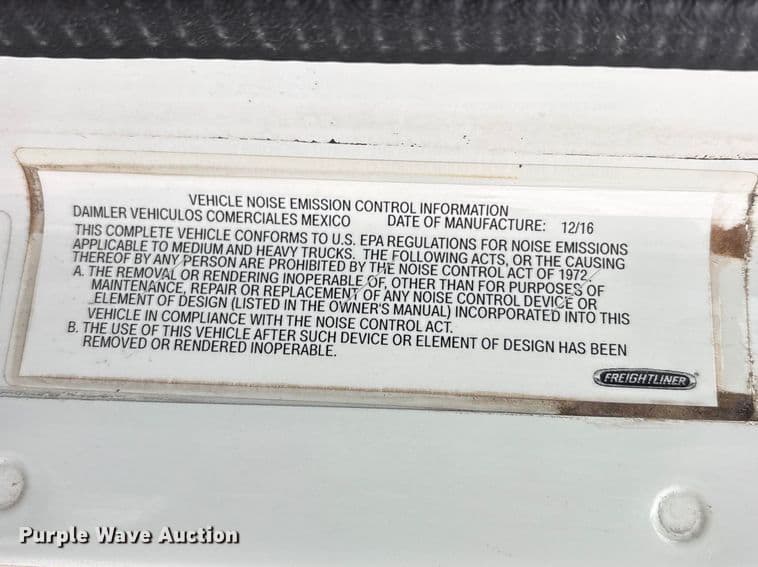 VEHICLE NOISE EMISSION CONTROL INFORMATION
DAIMLER VEHICULOS COMERCIALES MEXICO DATE OF MANUFACTURE: 12/16
THIS COMPLETE VEHICLE CONFORMS TO U.S. EPA REGULATIONS FOR NOISE EMISSIONS
APPLICABLE TO MEDIUM AND HEAVY TRUCKS. THE FOLLOWING ACTS, OR THE CAUSING
THEREOF BY ANY PERSON ARE PROHIBITED BY THE NOISE CONTROL ACT OF 1972
A. THE REMOVAL OR RENDERING INOPERABLE OF, OTHER THAN FOR PURPOSES OF
MAINTENANCE, REPAIR OR REPLACEMENT OF ANY NOISE CONTROL DEVICE OR
ELEMENT OF DESIGN (LISTED IN THE OWNER'S MANUAL) INCORPORATED INTO THIS
VEHICLE IN COMPLIANCE WITH THE NOISE CONTROL ACT.
B. THE USE OF THIS VEHICLE AFTER SUCH DEVICE OR ELEMENT OF DESIGN HAS BEEN
REMOVED OR RENDERED INOPERABLE.
FREIGHTLINER
Purple Wave Auction